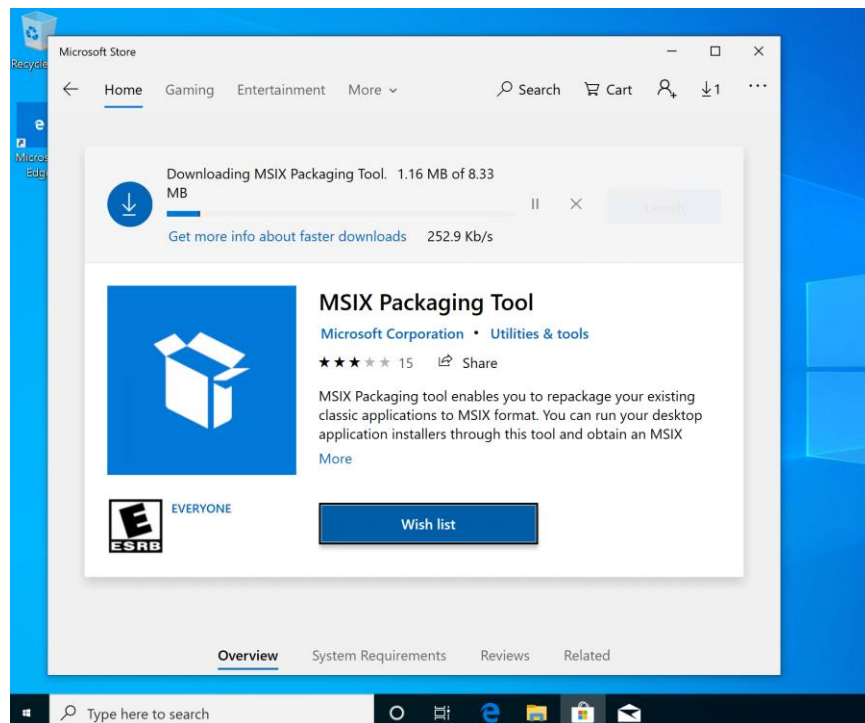 Recycle
Micros
Edge
Microsoft Store
Home Gaming Entertainment More Search Cart 1
Downloading MSIX Packaging Tool. 1.16 MB of 8.33
MB
Launch
Get more info about faster downloads 252.9 Kb/s
MSIX Packaging Tool
Microsoft Corporation • Utilities & tools
15 Share
MSIX Packaging tool enables you to repackage your existing
classic applications to MSIX format. You can run your desktop
application installers through this tool and obtain an MSIX
More
E
ESRB
EVERYONE
Wish list
Overview System Requirements Reviews Related
Type here to search